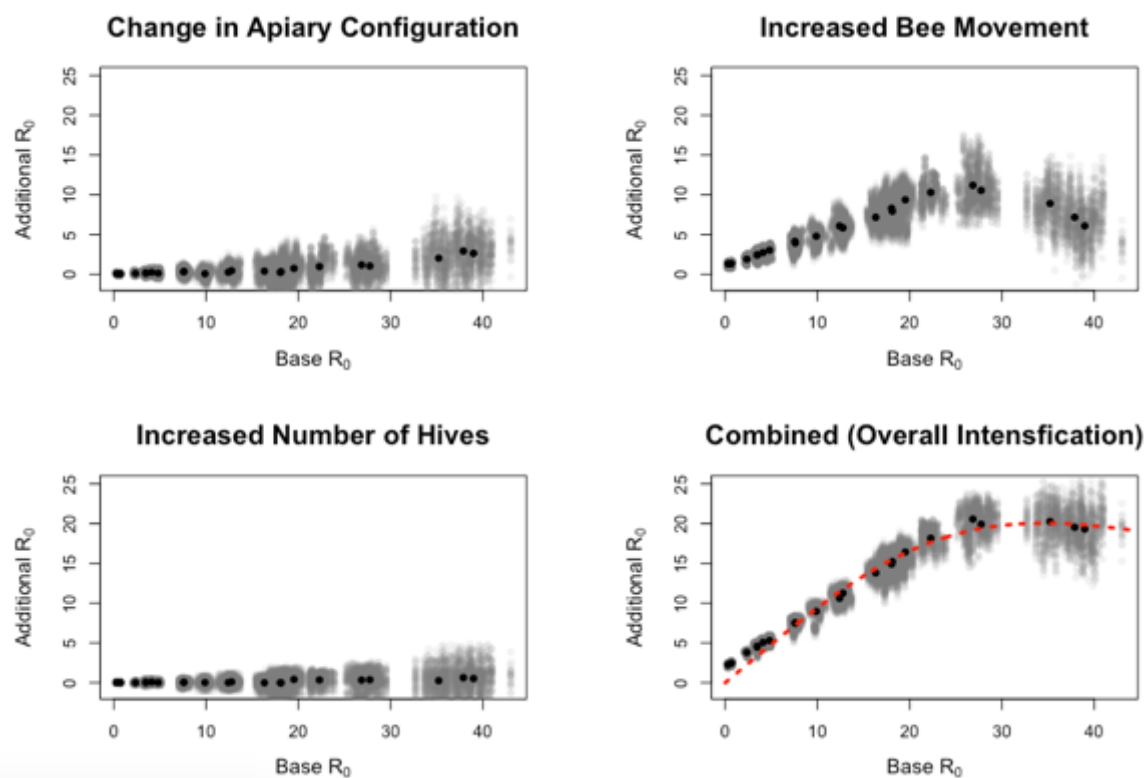 Change in Apiary Configuration
Additional R0
25
20
15
10
5
0
0 10 20 30 40
Base R0
Increased Bee Movement
Additional R0
25
20
15
10
5
0
0 10 20 30 40
Base R0
Increased Number of Hives
Additional R0
25
20
15
10
5
0
0 10 20 30 40
Base R0
Combined (Overall Intensfication)
Additional R0
25
20
15
10
5
0
0 10 20 30 40
Base R0